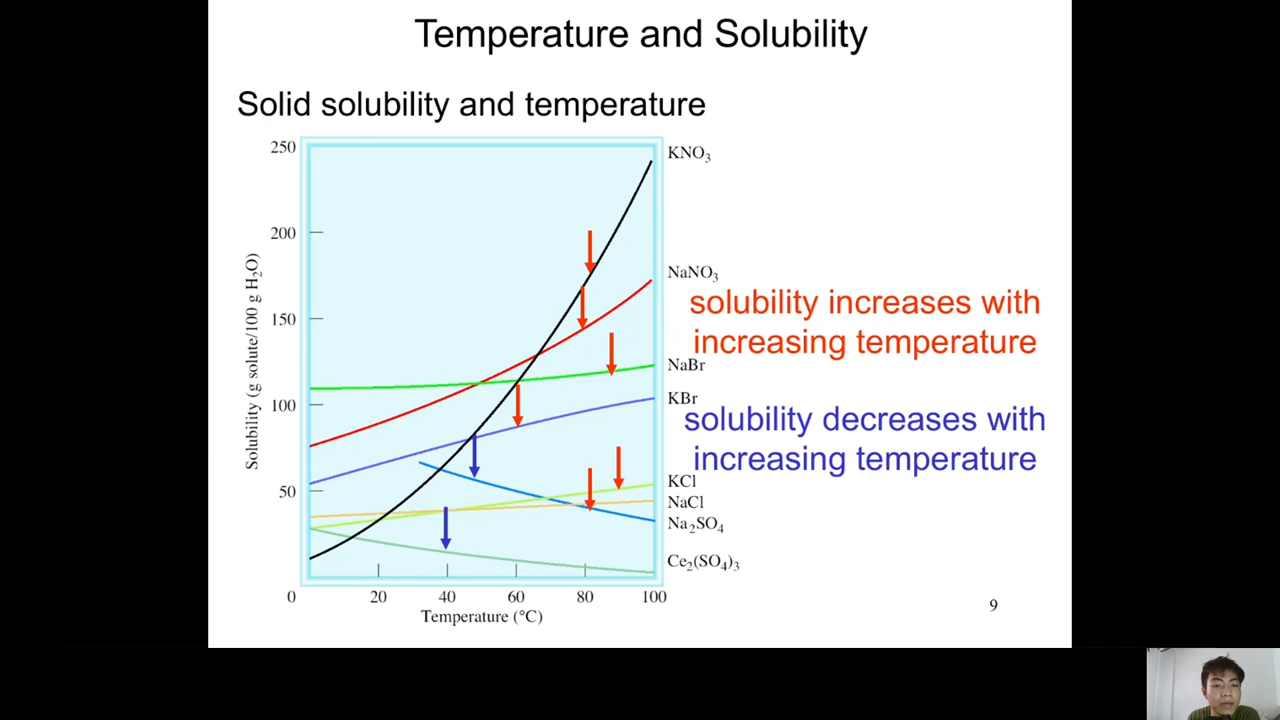 Temperature and Solubility
Solid solubility and temperature
250
200
150
100
50
0
20
40
60
80
100
Solubility (g solute/100 g H₂O)
Temperature (°C)
KNO₃
NaNO₃
solubility increases with
increasing temperature
NaBr
KBr
solubility decreases with
increasing temperature
KCl
NaCl
Na₂SO₄
Ce₂(SO₄)₃
9